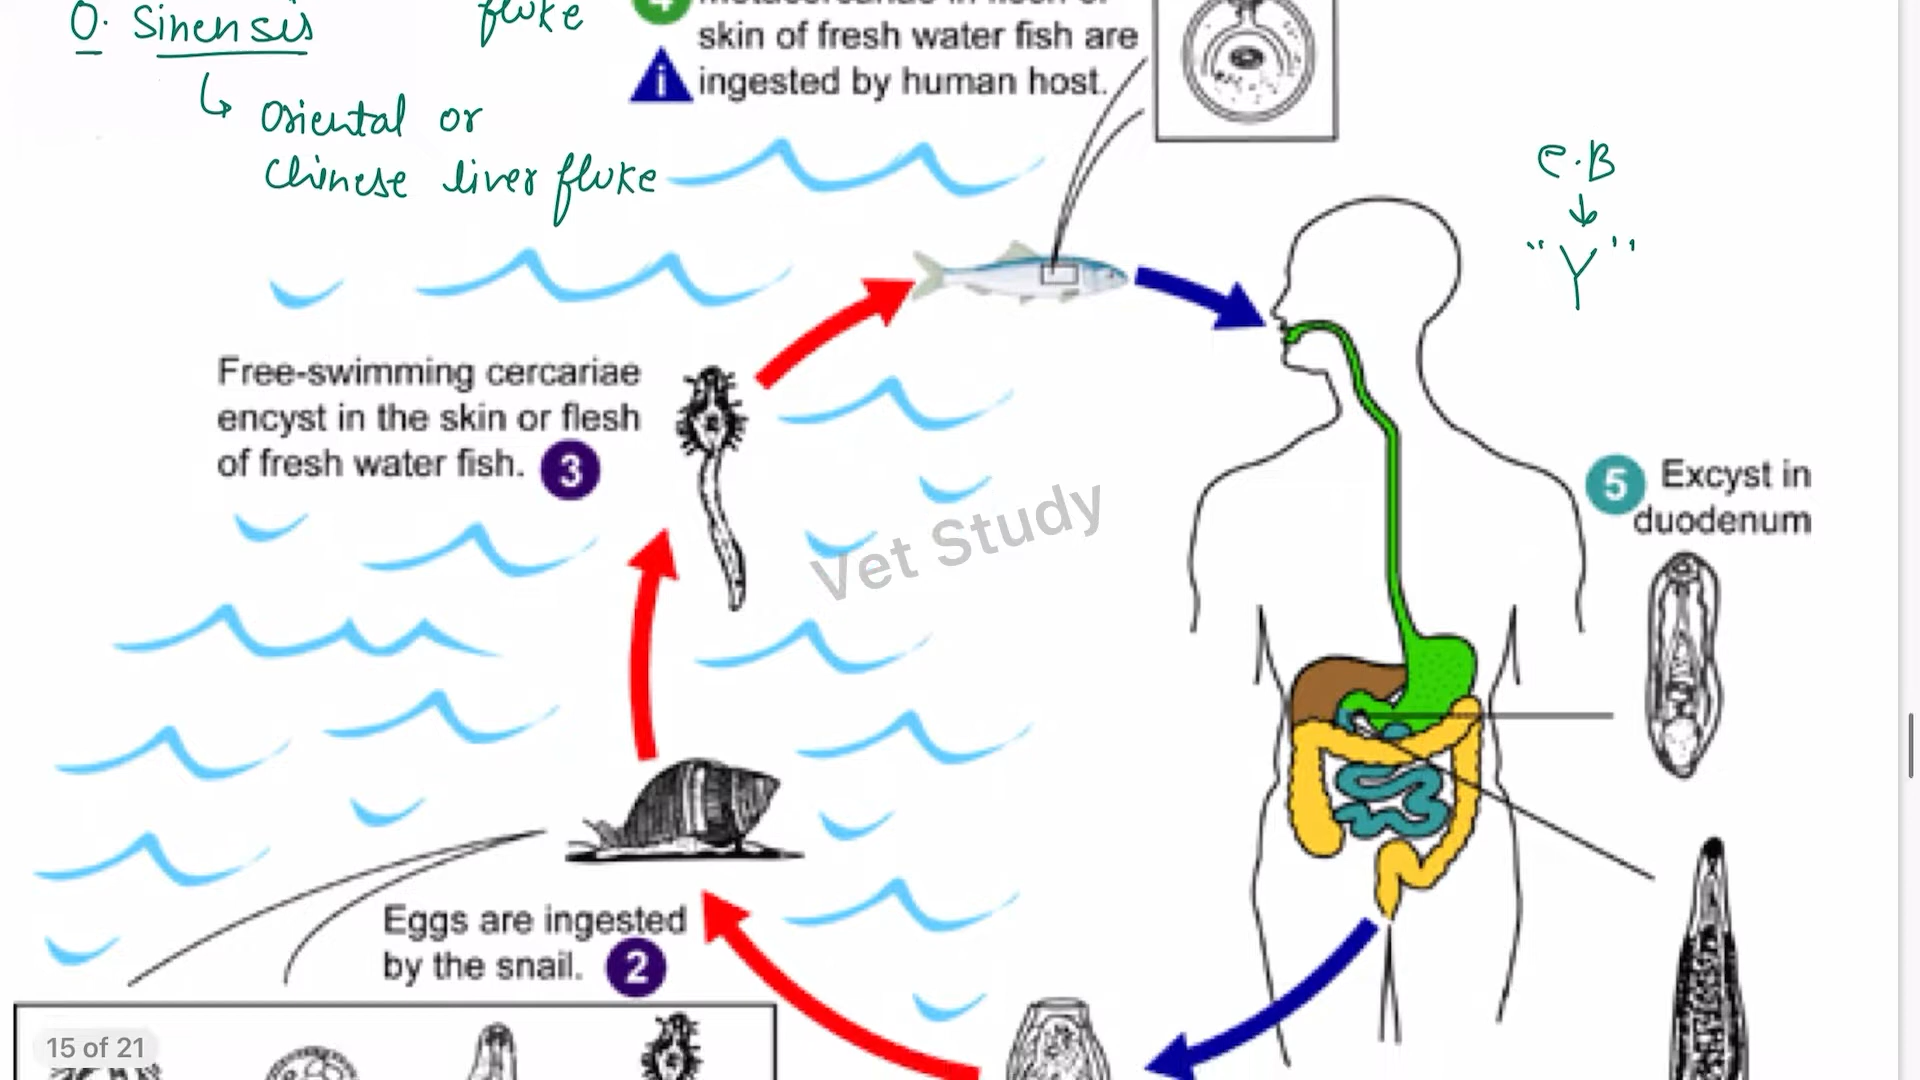 O. Sinensis
fluke
Oriental or
Chinese liver fluke
4
skin of fresh water fish are
i ingested by human host.
C.B
"Y"
Free-swimming cercariae
encyst in the skin or flesh
of fresh water fish. 3
Vet Study
5 Excyst in
duodenum
Eggs are ingested
by the snail. 2
15 of 21